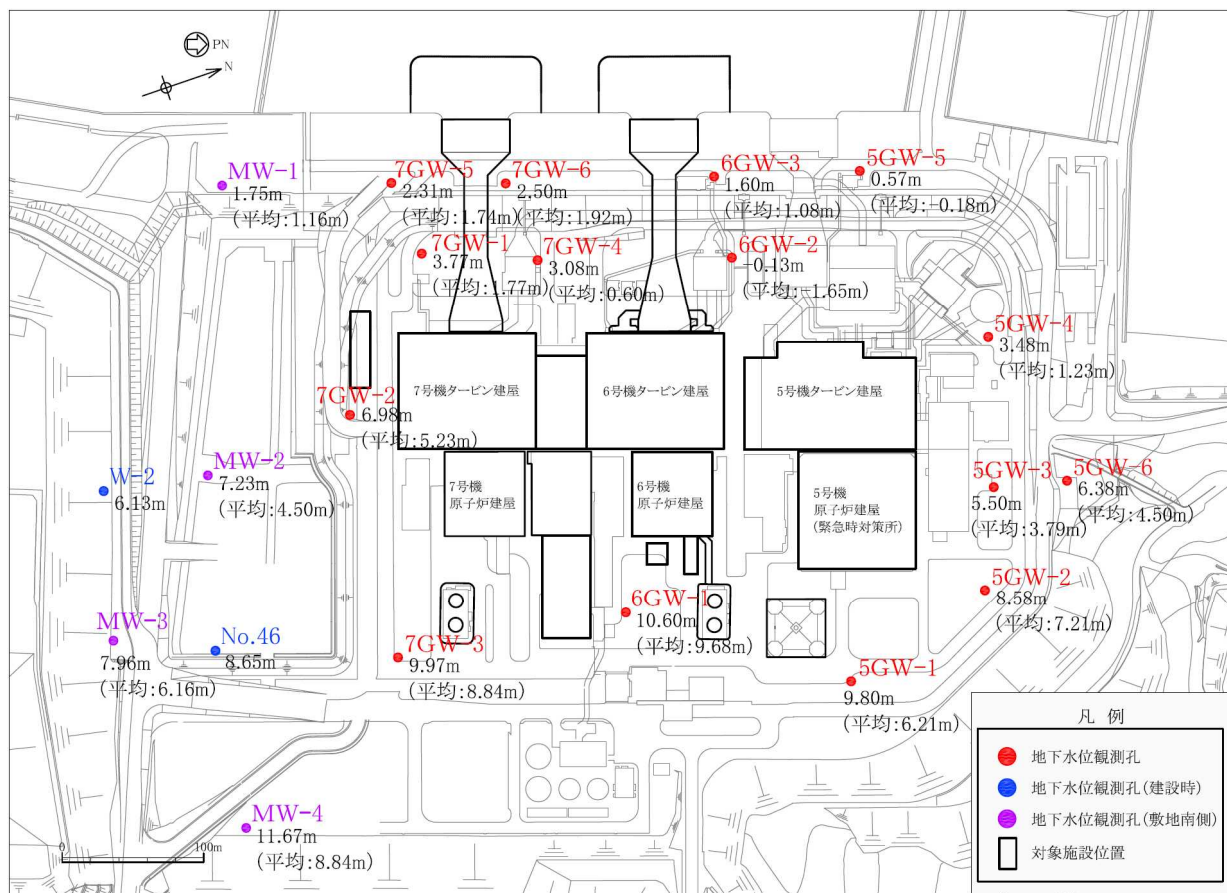 PN
N
MW-1
1.75m
(平均:1.16m)
7GW-5
2.31m
(平均:1.74m)
7GW-6
2.50m
(平均:1.92m)
6GW-3
1.60m
(平均:1.08m)
5GW-5
0.57m
(平均:-0.18m)
7GW-1
3.77m
(平均:1.77m)
7GW-4
3.08m
(平均:0.60m)
6GW-2
-0.13m
(平均:-1.65m)
5GW-4
3.48m
(平均:1.23m)
7GW-2
6.98m
(平均:5.23m)
7号機タービン建屋
6号機タービン建屋
5号機タービン建屋
W-2
6.13m
MW-2
7.23m
(平均:4.50m)
7号機
原子炉建屋
6号機
原子炉建屋
5号機
原子炉建屋
(緊急時対策所)
5GW-3
5.50m
(平均:3.79m)
5GW-6
6.38m
(平均:4.50m)
5GW-2
8.58m
(平均:7.21m)
MW-3
7.96m
(平均:6.16m)
No.46
8.65m
7GW-3
9.97m
(平均:8.84m)
6GW-1
10.60m
(平均:9.68m)
5GW-1
9.80m
(平均:6.21m)
MW-4
11.67m
(平均:8.84m)
0
100m
凡 例
地下水位観測孔
地下水位観測孔(建設時)
地下水位観測孔(敷地南側)
対象施設位置